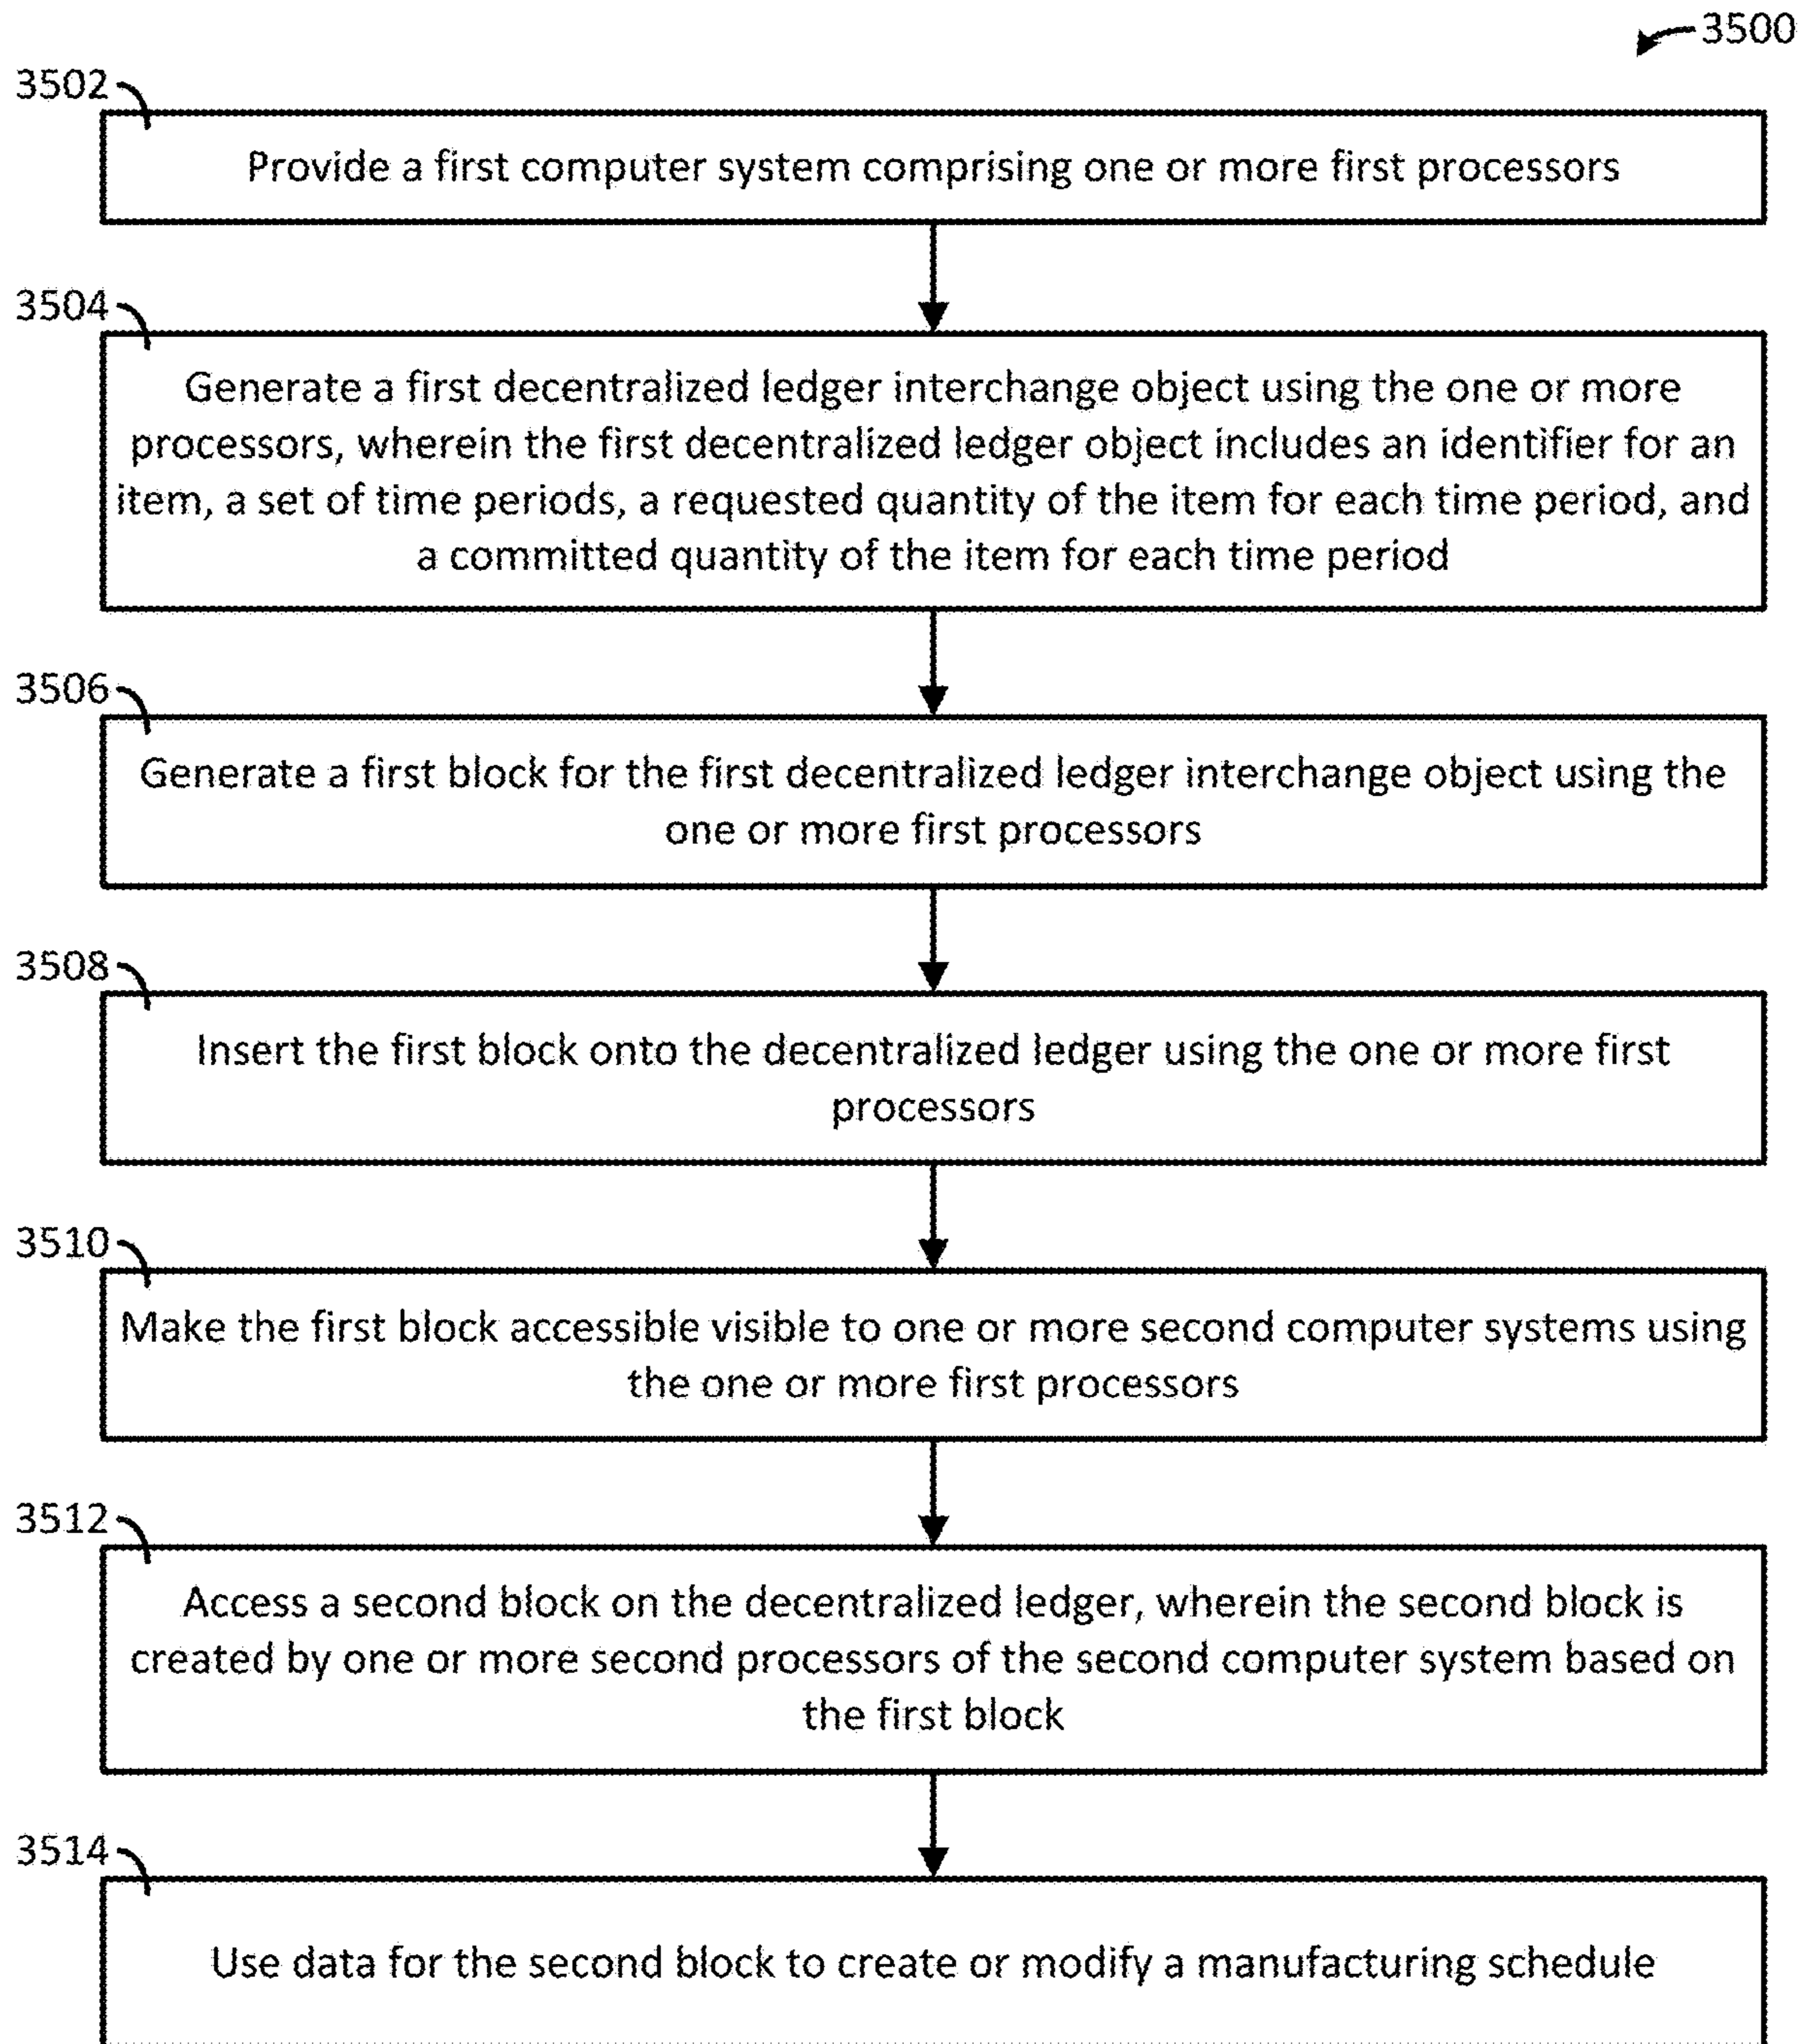 3500
3502
Provide a first computer system comprising one or more first processors
3504
Generate a first decentralized ledger interchange object using the one or more
processors, wherein the first decentralized ledger object includes an identifier for an
item, a set of time periods, a requested quantity of the item for each time period, and
a committed quantity of the item for each time period
3506
Generate a first block for the first decentralized ledger interchange object using the
one or more first processors
3508
Insert the first block onto the decentralized ledger using the one or more first
processors
3510
Make the first block accessible visible to one or more second computer systems using
the one or more first processors
3512
Access a second block on the decentralized ledger, wherein the second block is
created by one or more second processors of the second computer system based on
the first block
3514
Use data for the second block to create or modify a manufacturing schedule